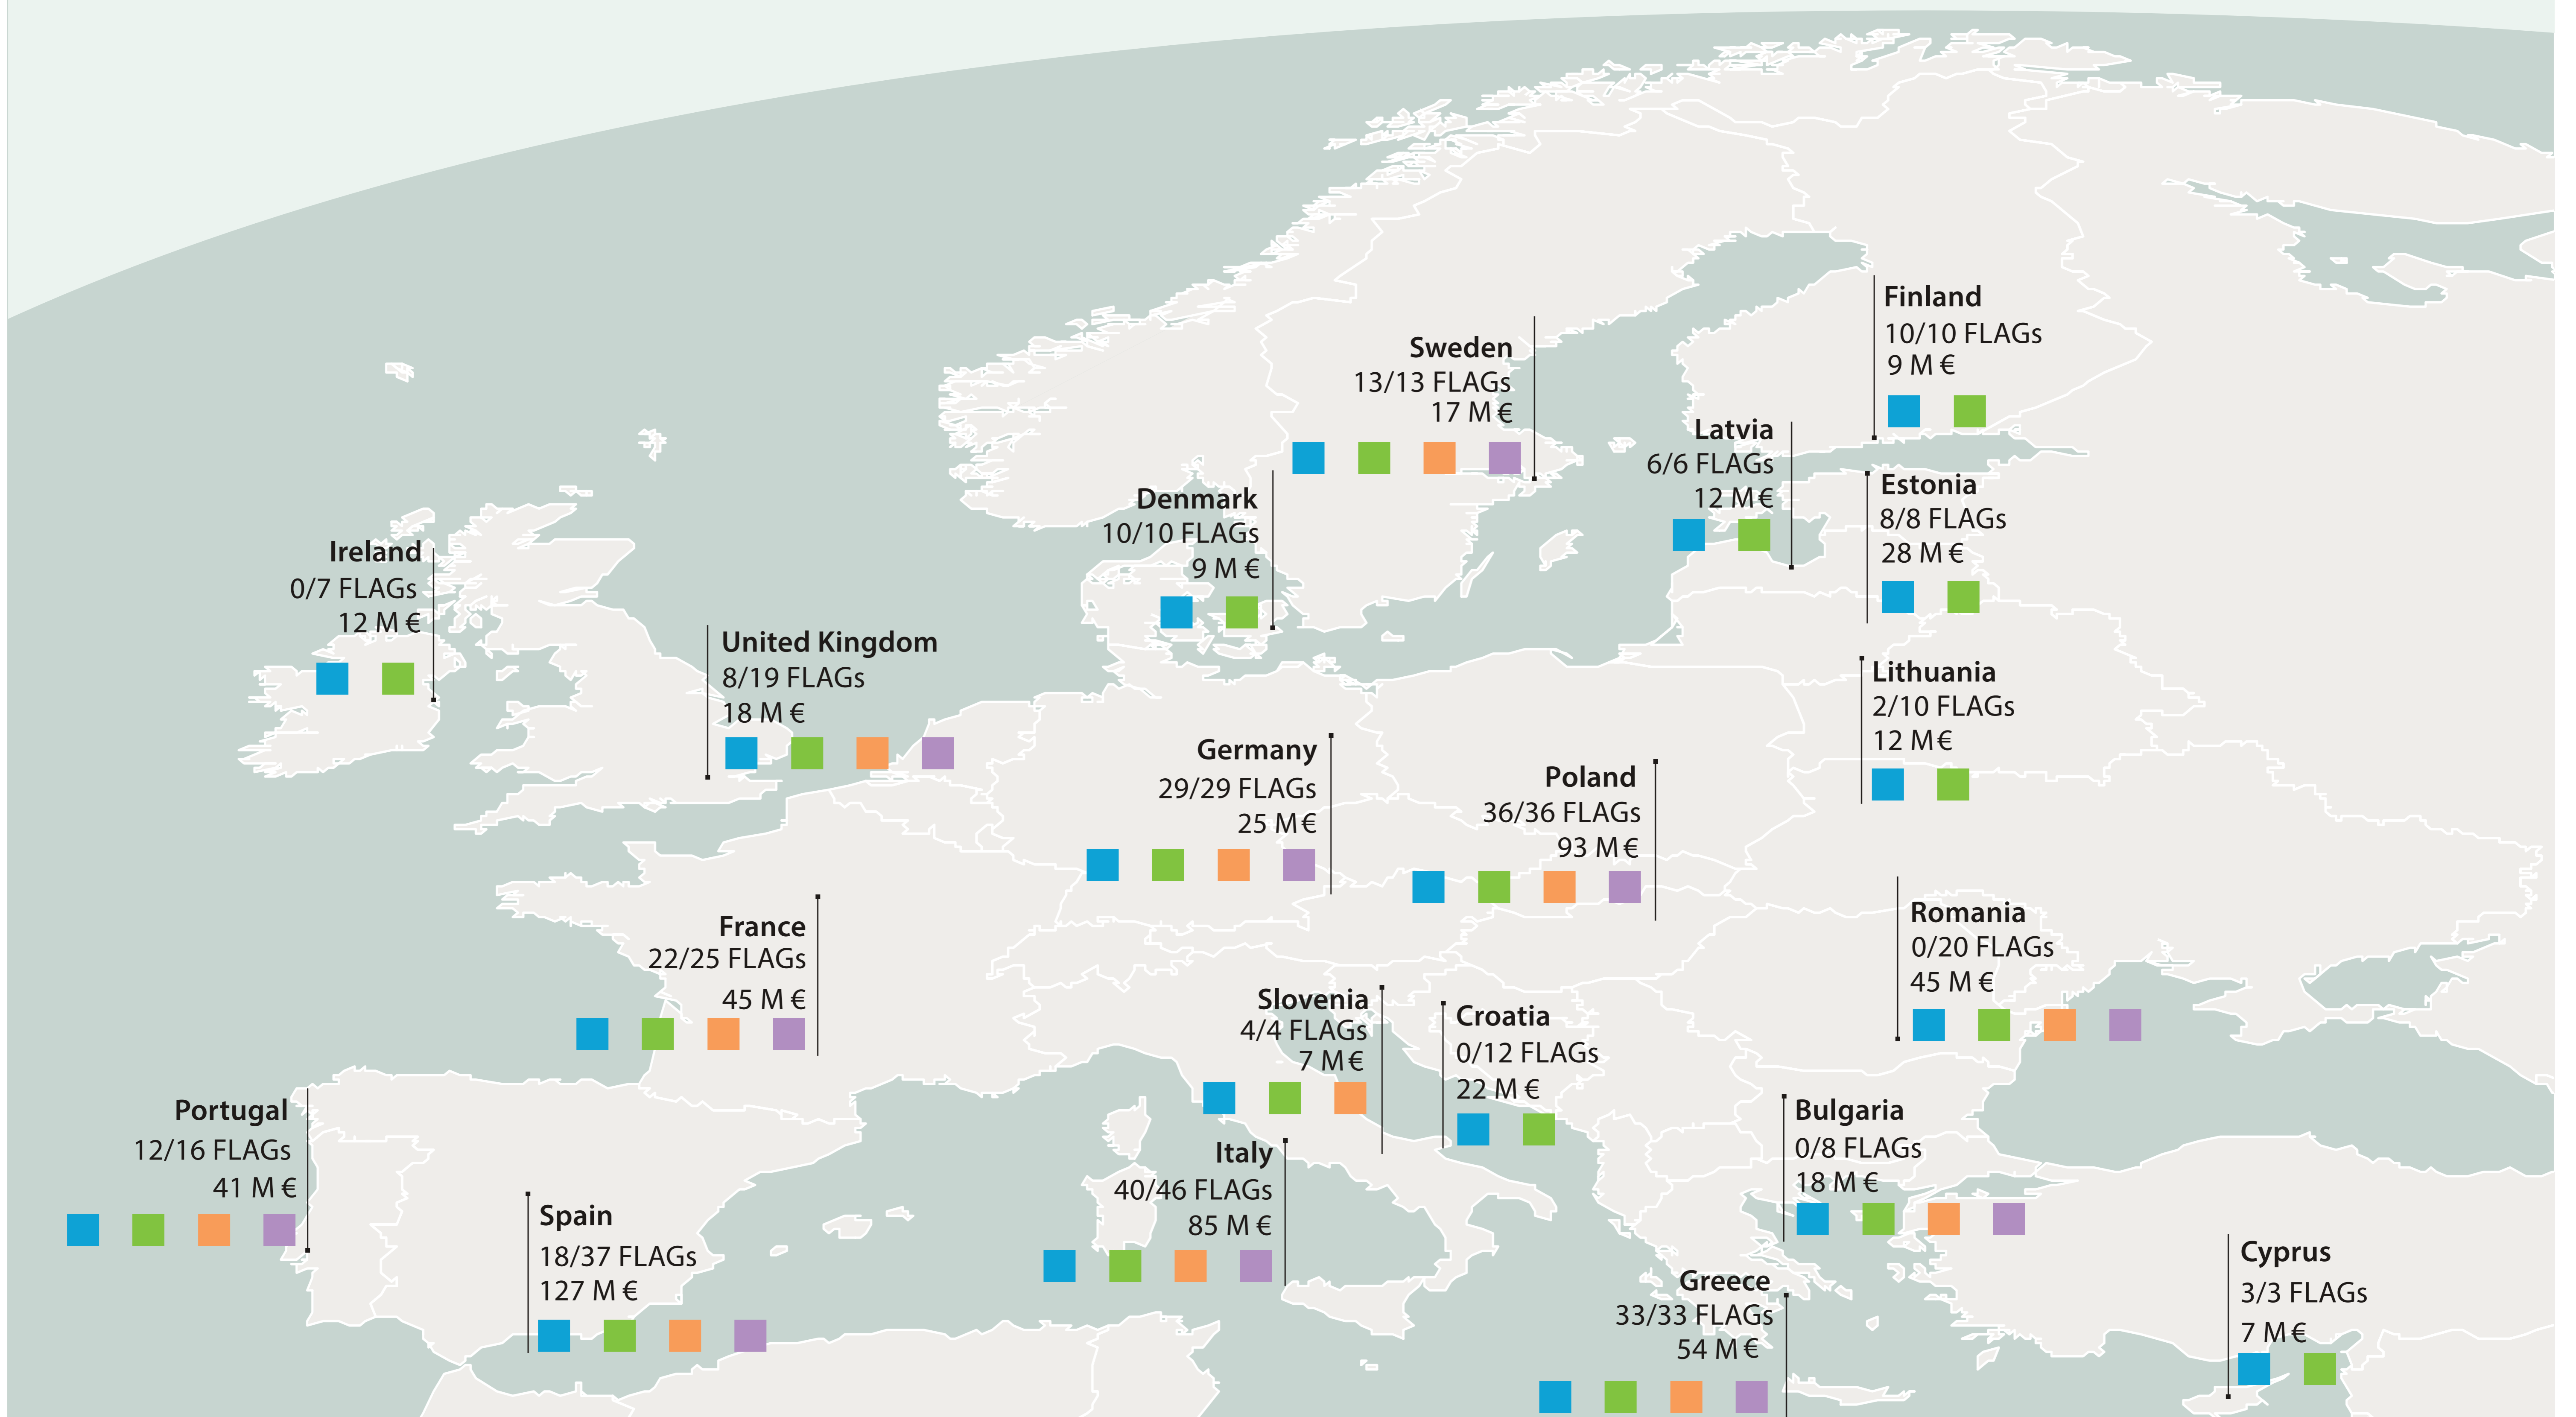 Finland
10/10 FLAGs
9 M €
Sweden
13/13 FLAGs
17 M €
Latvia
6/6 FLAGs
12 M €
Estonia
8/8 FLAGs
28 M €
Denmark
10/10 FLAGs
9 M €
Ireland
0/7 FLAGs
12 M €
United Kingdom
8/19 FLAGs
18 M €
Lithuania
2/10 FLAGs
12 M €
Germany
29/29 FLAGs
25 M €
Poland
36/36 FLAGs
93 M €
France
22/25 FLAGs
45 M €
Romania
0/20 FLAGs
45 M €
Slovenia
4/4 FLAGs
7 M €
Croatia
0/12 FLAGs
22 M €
Portugal
12/16 FLAGs
41 M €
Bulgaria
0/8 FLAGs
18 M €
Italy
40/46 FLAGs
85 M €
Spain
18/37 FLAGs
127 M €
Cyprus
3/3 FLAGs
7 M €
Greece
33/33 FLAGs
54 M €